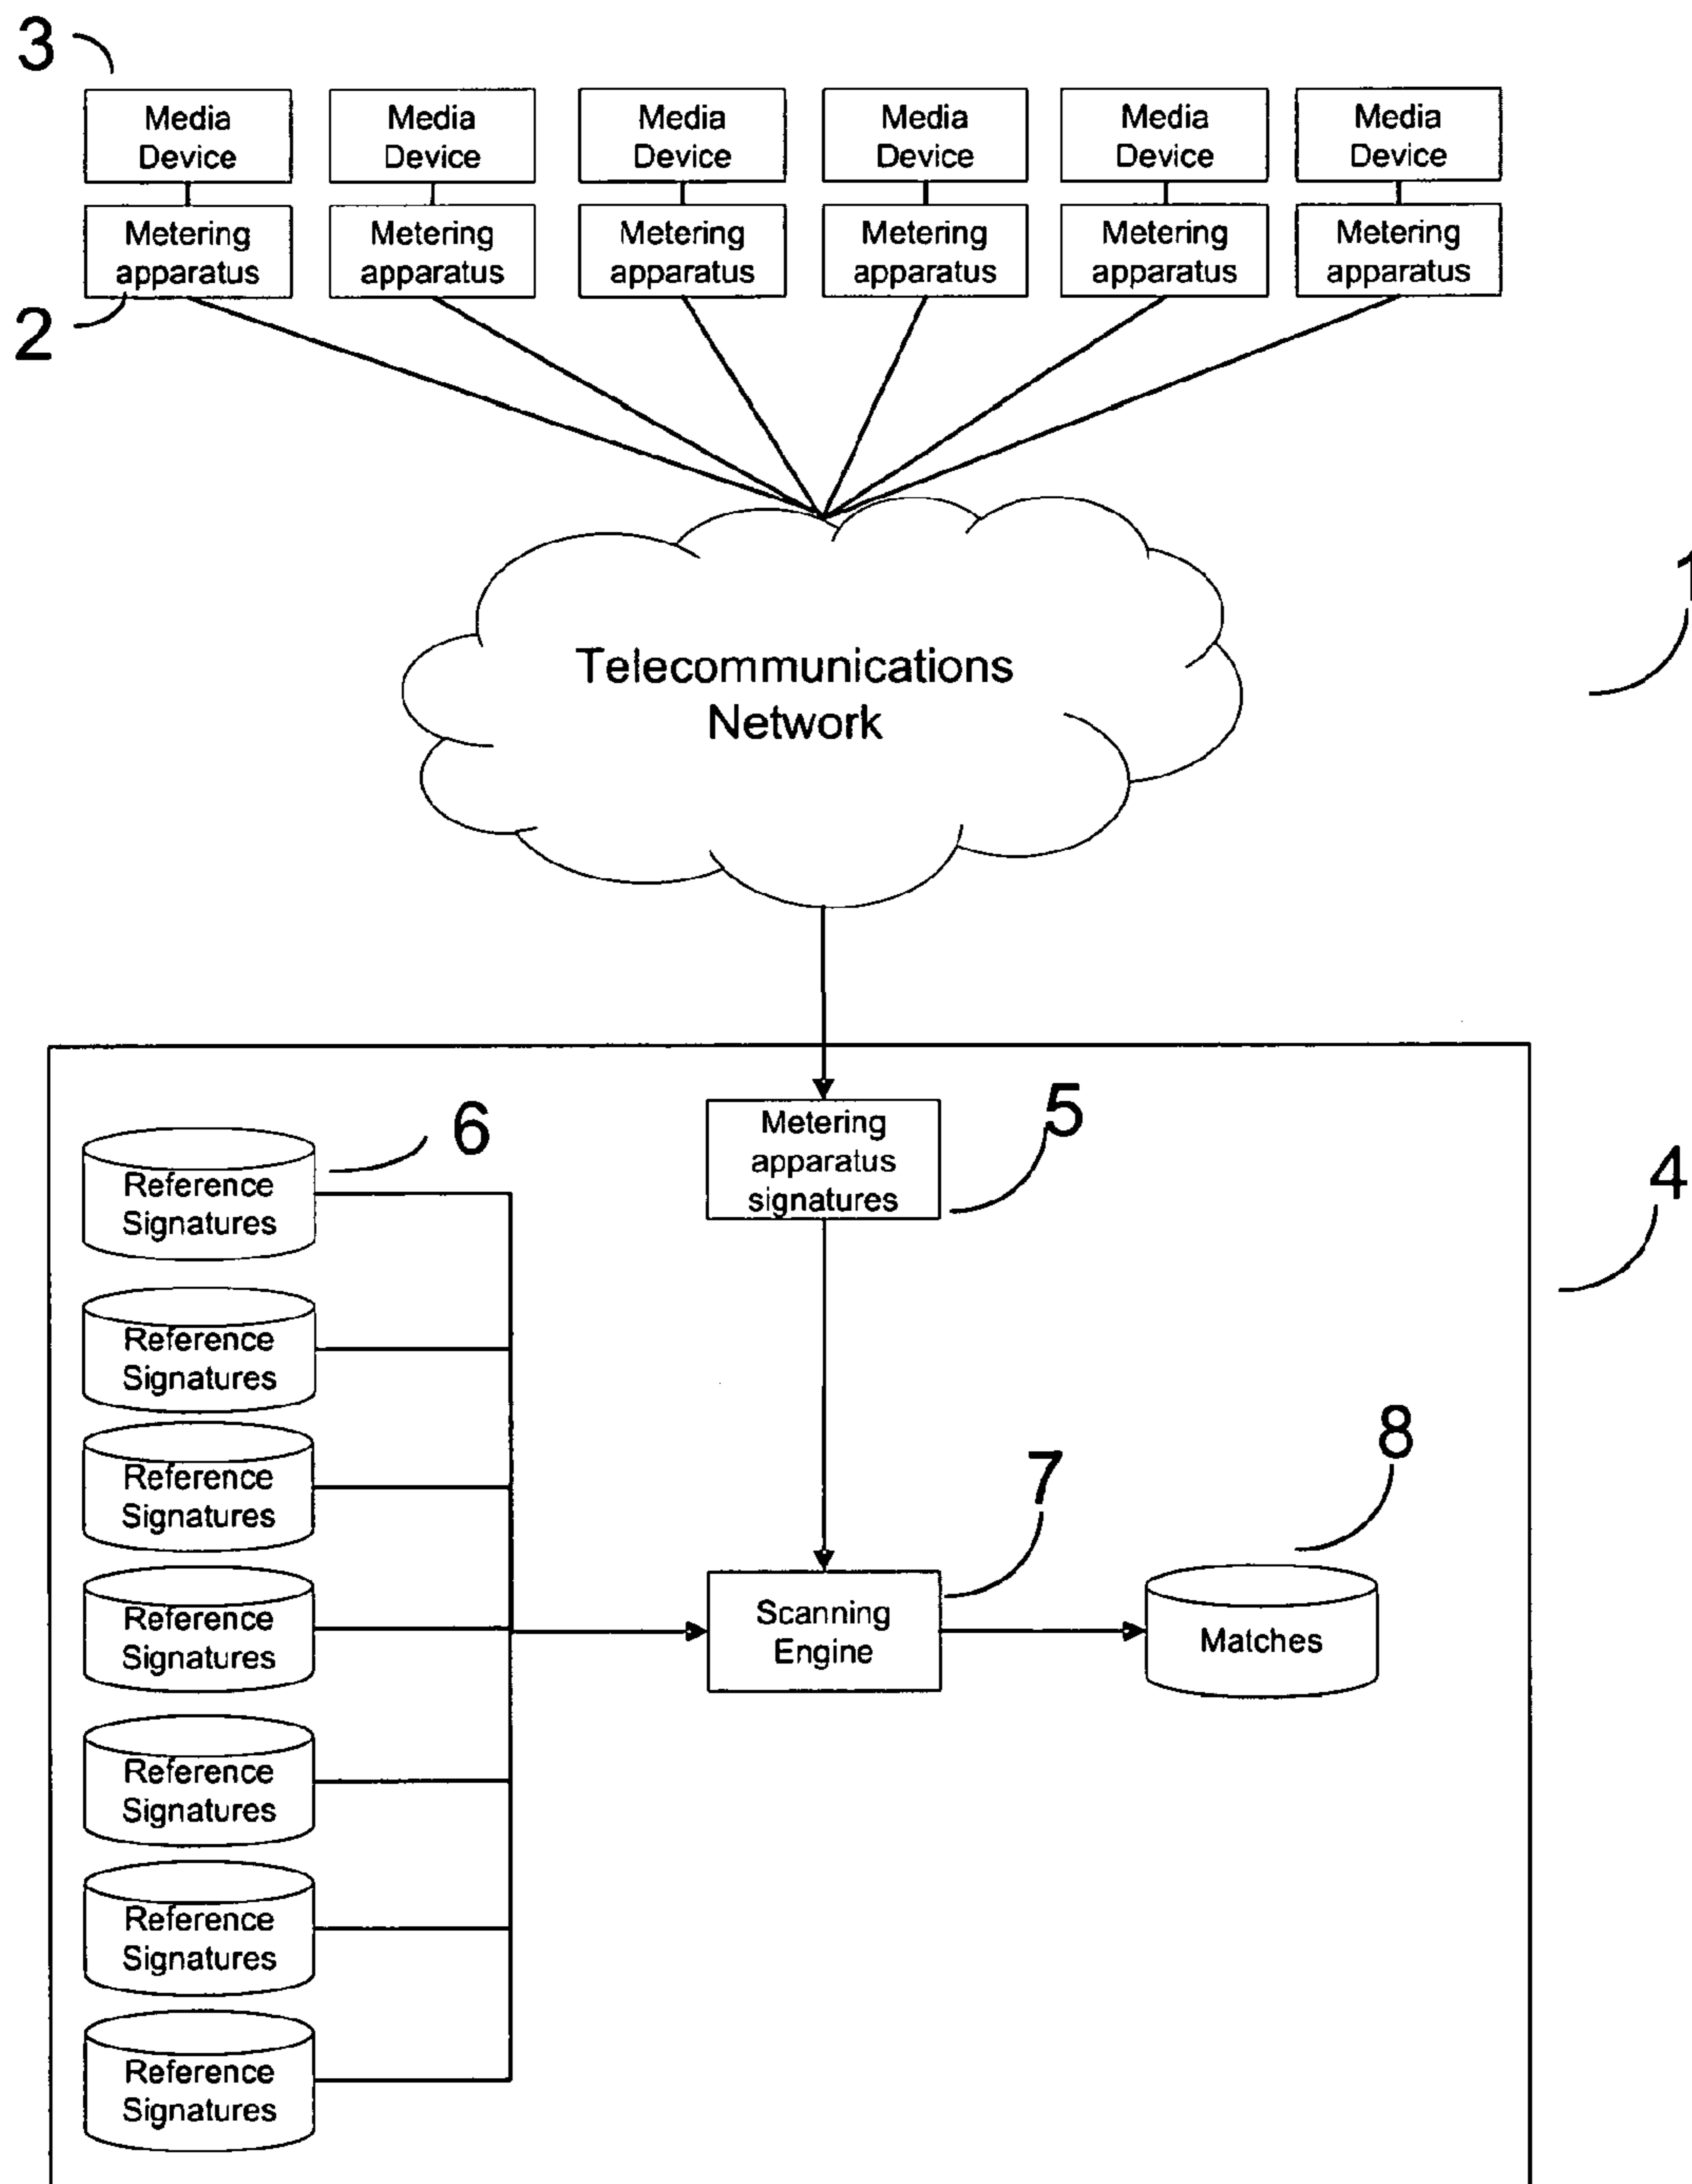 3
Media Media Media Media Media Media
Device Device Device Device Device Device
Metering Metering Metering Metering Metering Metering
apparatus apparatus apparatus apparatus apparatus apparatus
2
1
Telecommunications
Network
5
Metering
apparatus
signatures
6
4
Reference
Signatures
Reference
Signatures
Reference
Signatures
Reference
Signatures
Reference
Signatures
Reference
Signatures
Reference
Signatures
7
Scanning
Engine
8
Matches